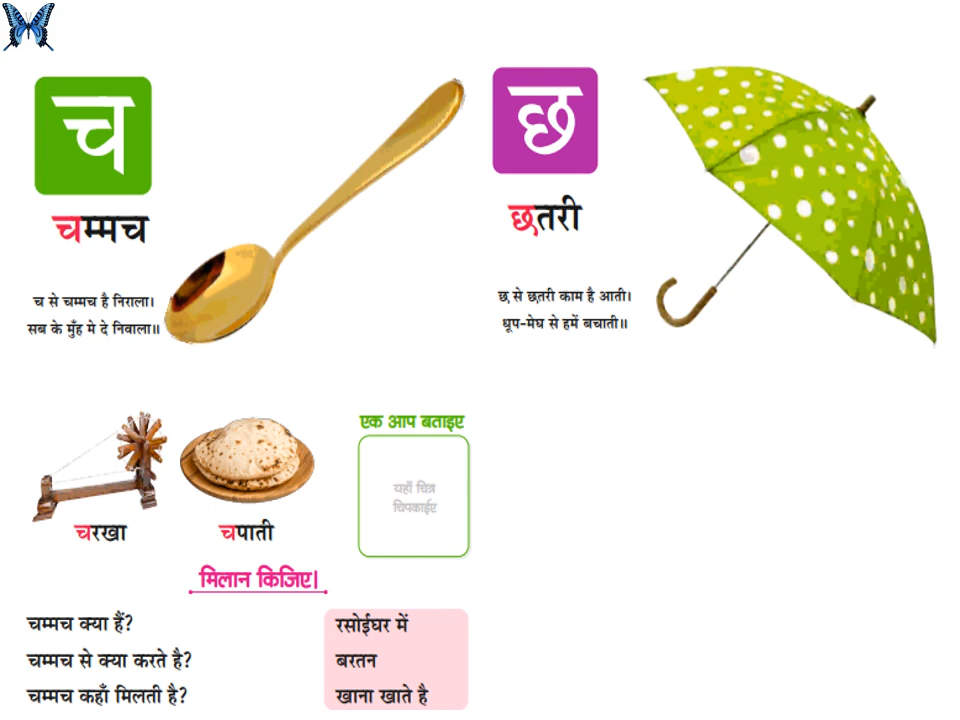 च
चम्मच
च से चम्मच है निराला।
सब के मुँह मे दे निवाला॥
छ
छतरी
छ से छतरी काम है आती।
धूप-मेघ से हमें बचाती॥
चरखा
चपाती
एक आप बताइए
यहाँ चित्र
चिपकाईए
मिलान किजिए।
चम्मच क्या हैं?
रसोईघर में
चम्मच से क्या करते है?
बरतन
चम्मच कहाँ मिलती है?
खाना खाते है